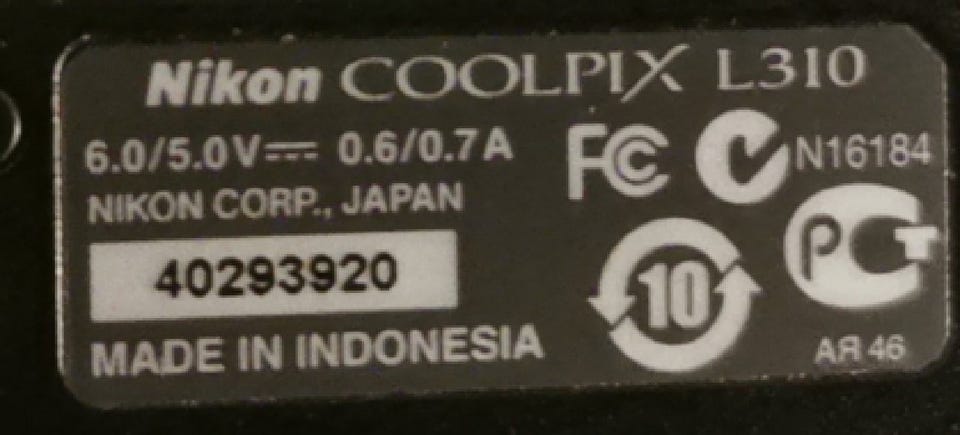 Nikon COOLPIX L310
6.0/5.0V⎓ 0.6/0.7A
FC N16184
NIKON CORP., JAPAN
PCT
40293920
10
MADE IN INDONESIA
AЯ 46